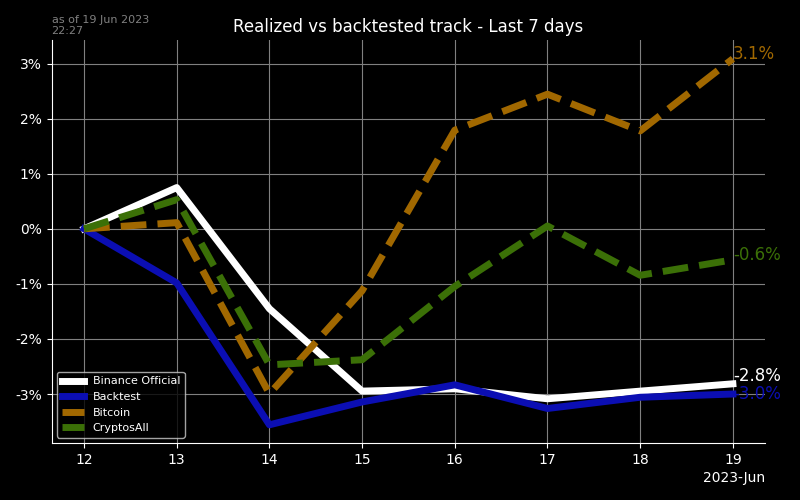 as of 19 Jun 2023
22:27
Realized vs backtested track - Last 7 days
3%
2%
1%
0%
-1%
-2%
-3%
3.1%
-0.6%
-2.8%
-3.0%
Binance Official
Backtest
Bitcoin
CryptosAll
12 13 14 15 16 17 18 19
2023-Jun